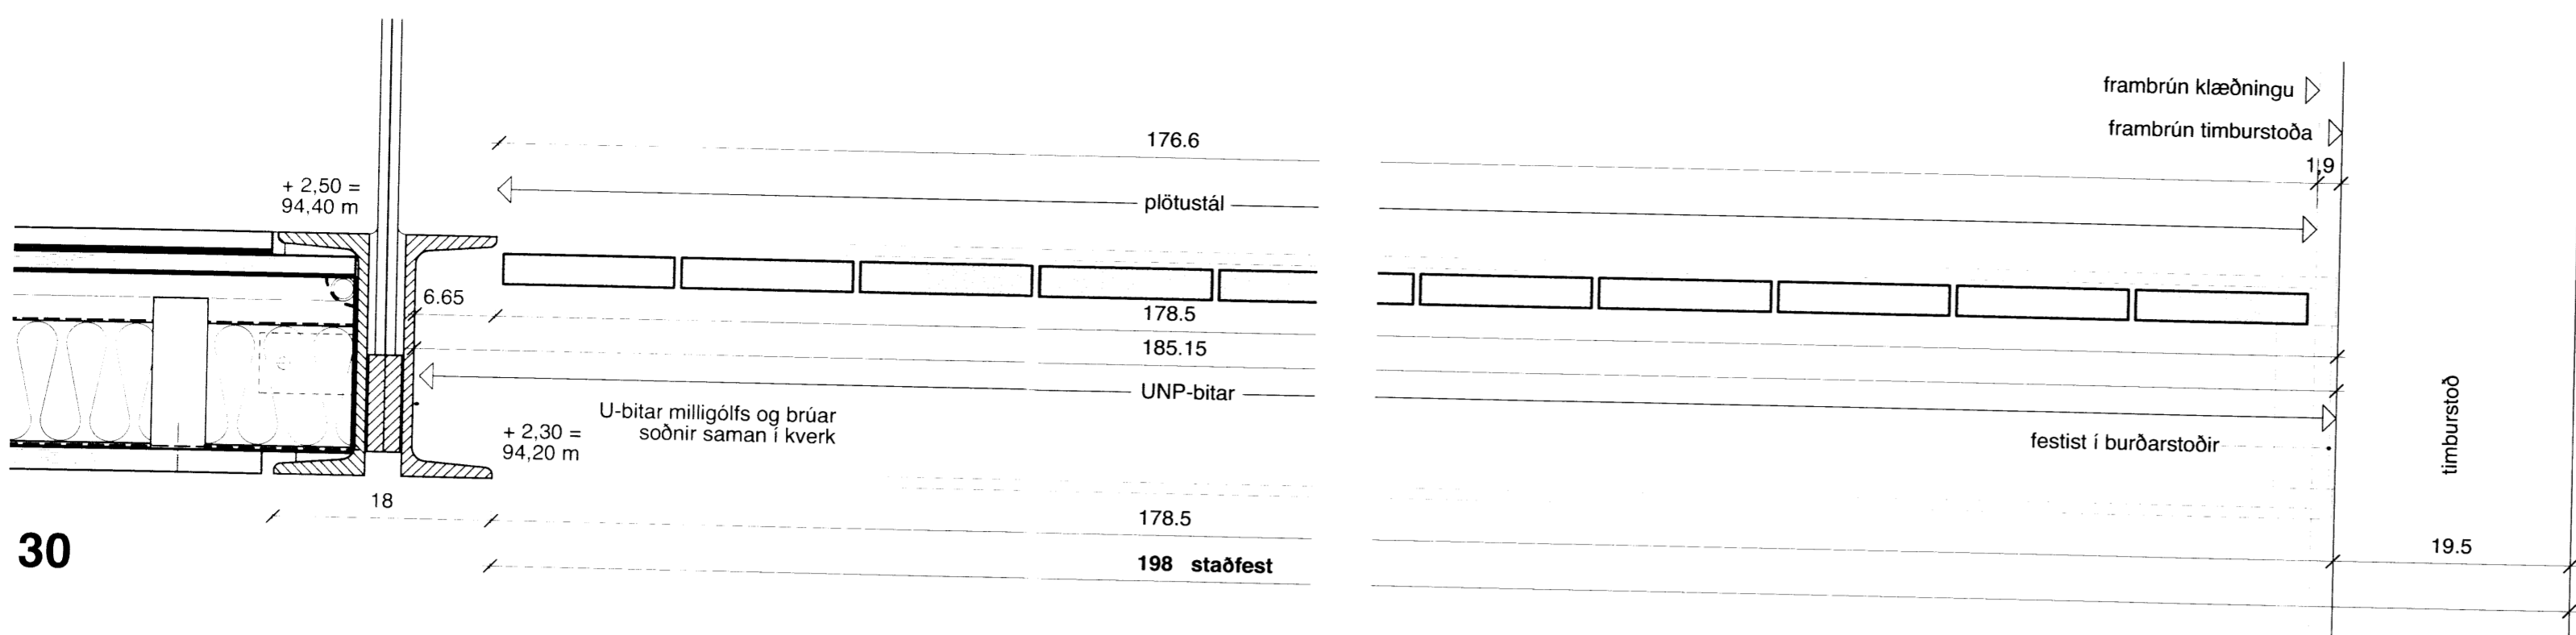 frambrún klæðningu
frambrún timburstoða
176.6
1,9
+ 2,50 =
94,40 m
plötustál
6.65
178.5
185.15
UNP-bitar
U-bitar milligólfs og brúar
soðnir saman í kverk
+ 2,30 =
94,20 m
festist í burðarstoðir
timburstoð
18
178.5
19.5
30
198 staðfest